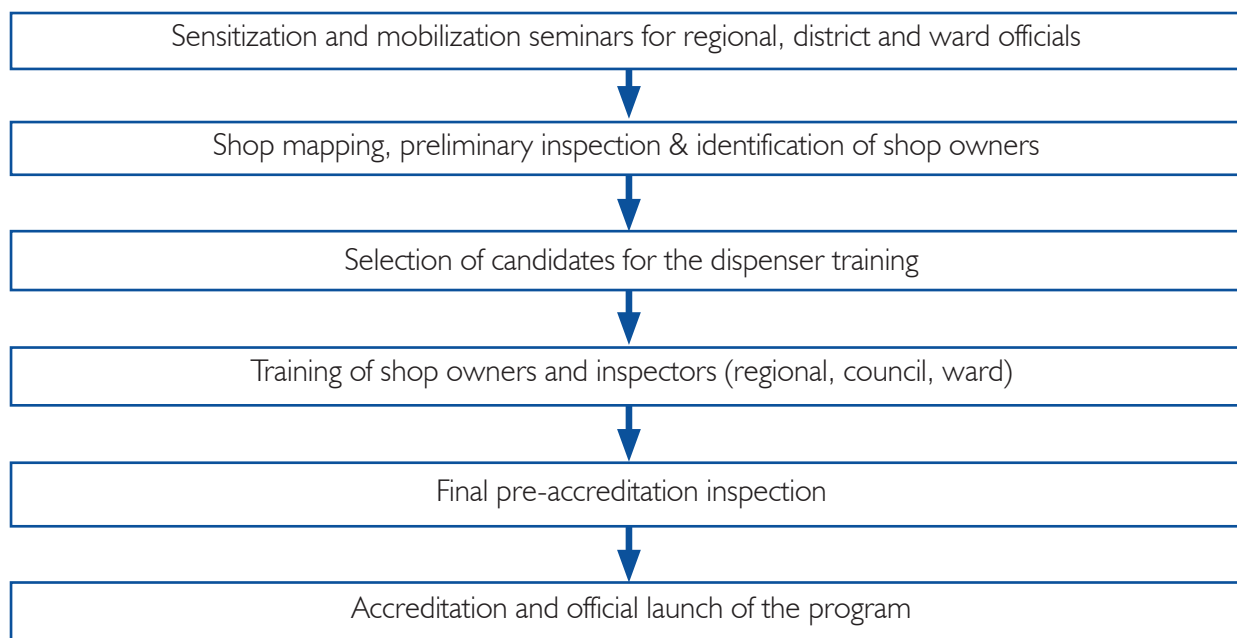 Sensitization and mobilization seminars for regional, district and ward officials
Shop mapping, preliminary inspection & identification of shop owners
Selection of candidates for the dispenser training
Training of shop owners and inspectors (regional, council, ward)
Final pre-accreditation inspection
Accreditation and official launch of the program